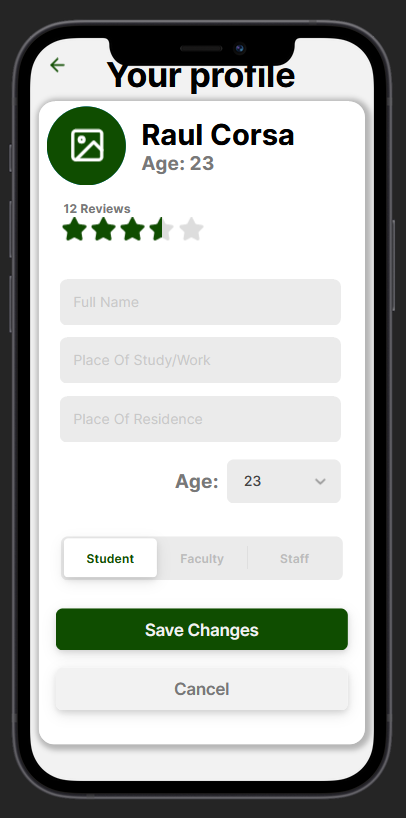 Your profile
Raul Corsa
Age: 23
12 Reviews
Full Name
Place Of Study/Work
Place Of Residence
Age: 23
Student Faculty Staff
Save Changes
Cancel